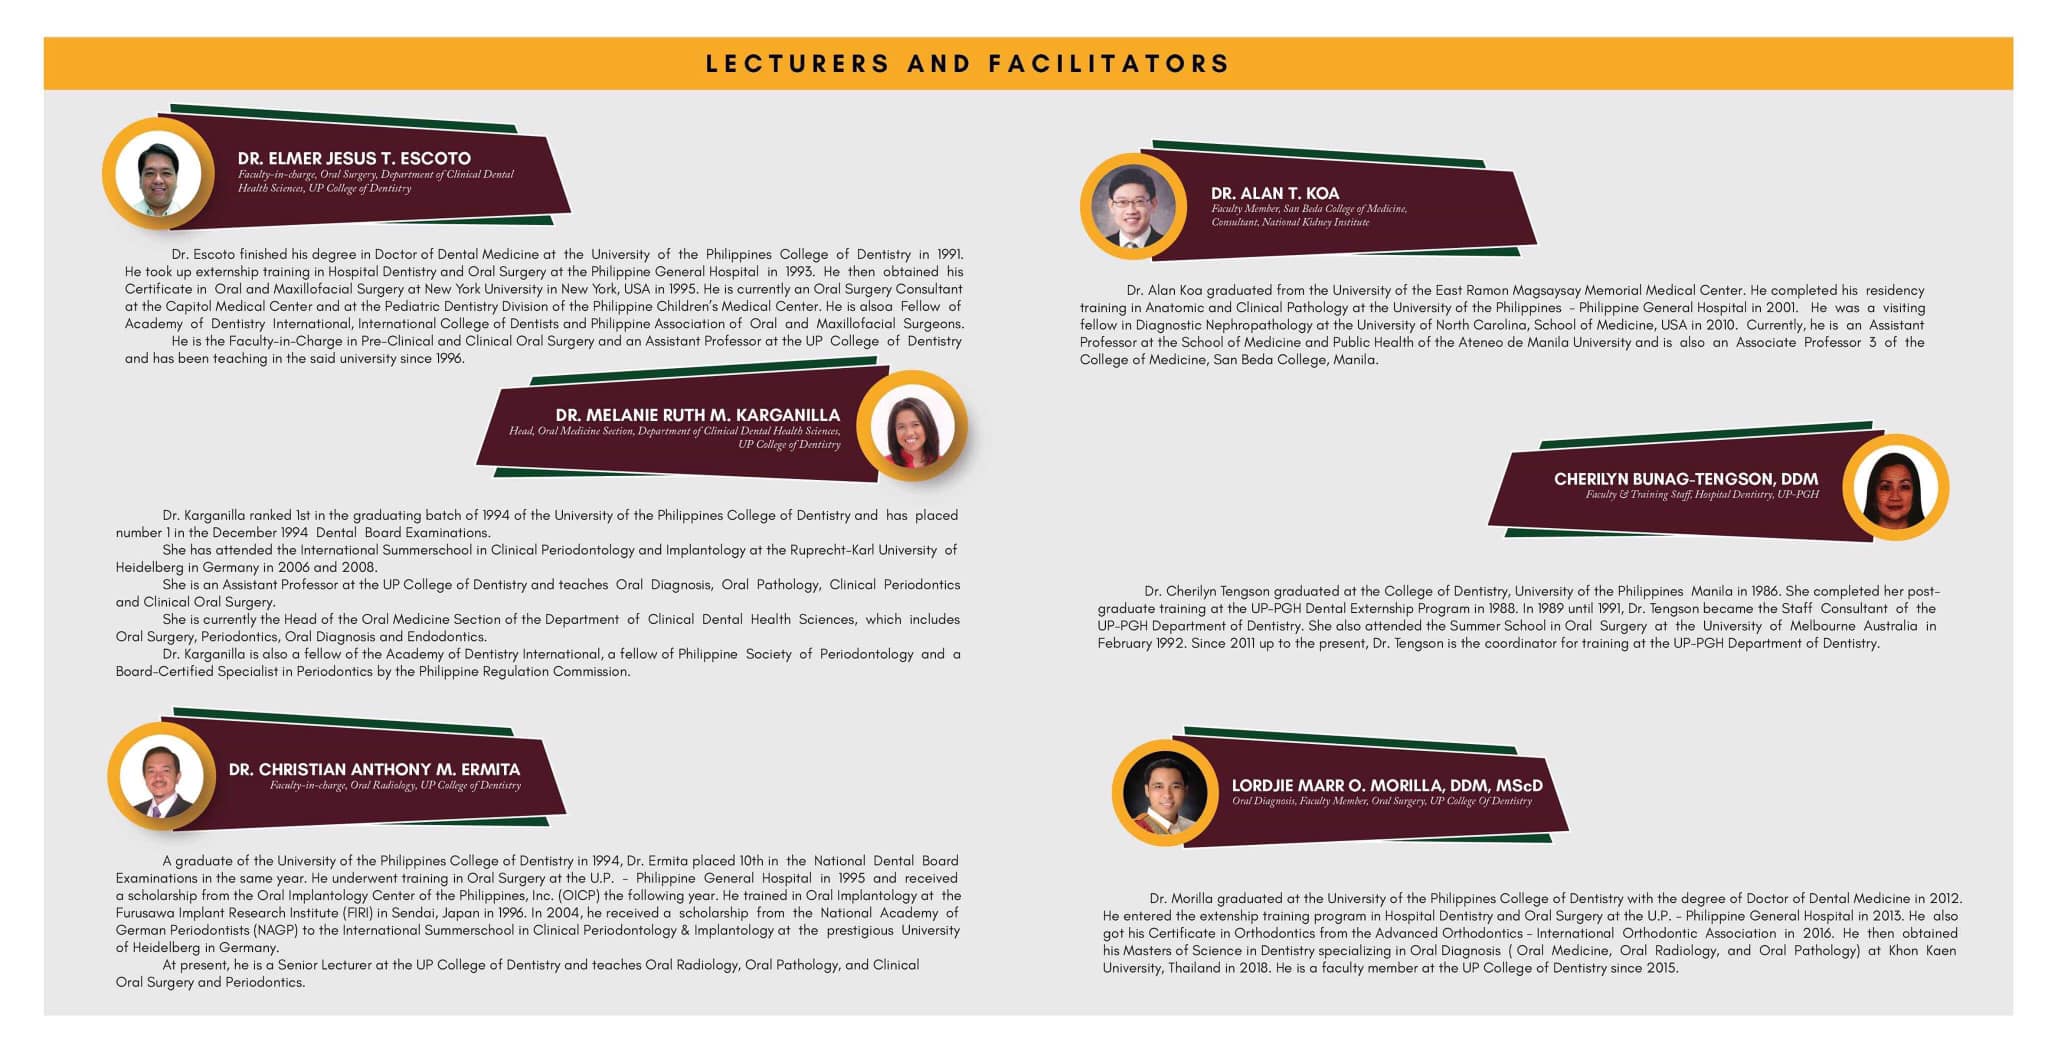 LECTURERS AND FACILITATORS
DR. ELMER JESUS T. ESCOTO
Faculty-in-charge, Oral Surgery, Department of Clinical Dental
Health Sciences, UP College of Dentistry
Dr. Escoto finished his degree in Doctor of Dental Medicine at the University of the Philippines College of Dentistry in 1991.
He took up externship training in Hospital Dentistry and Oral Surgery at the Philippine General Hospital in 1993. He then obtained his
Certificate in Oral and Maxillofacial Surgery at New York University in New York, USA in 1995. He is currently an Oral Surgery Consultant
at the Capitol Medical Center and at the Pediatric Dentistry Division of the Philippine Children's Medical Center. He is alsoa Fellow of
Academy of Dentistry International, International College of Dentists and Philippine Association of Oral and Maxillofacial Surgeons.
He is the Faculty-in-Charge in Pre-Clinical and Clinical Oral Surgery and an Assistant Professor at the UP College of Dentistry
and has been teaching in the said university since 1996.
DR. MELANIE RUTH M. KARGANILLA
Head, Oral Medicine Section, Department of Clinical Dental Health Sciences,
UP College of Dentistry
Dr. Karganilla ranked 1st in the graduating batch of 1994 of the University of the Philippines College of Dentistry and has placed
number 1 in the December 1994 Dental Board Examinations.
She has attended the International Summerschool in Clinical Periodontology and Implantology at the Ruprecht-Karl University of
Heidelberg in Germany in 2006 and 2008.
She is an Assistant Professor at the UP College of Dentistry and teaches Oral Diagnosis, Oral Pathology, Clinical Periodontics
and Clinical Oral Surgery.
She is currently the Head of the Oral Medicine Section of the Department of Clinical Dental Health Sciences, which includes
Oral Surgery, Periodontics, Oral Diagnosis and Endodontics.
Dr. Karganilla is also a fellow of the Academy of Dentistry International, a fellow of Philippine Society of Periodontology and a
Board-Certified Specialist in Periodontics by the Philippine Regulation Commission.
DR. CHRISTIAN ANTHONY M. ERMITA
Faculty-in-charge, Oral Radiology, UP College of Dentistry
A graduate of the University of the Philippines College of Dentistry in 1994, Dr. Ermita placed 10th in the National Dental Board
Examinations in the same year. He underwent training in Oral Surgery at the U.P. - Philippine General Hospital in 1995 and received
a scholarship from the Oral Implantology Center of the Philippines, Inc. (OICP) the following year. He trained in Oral Implantology at the
Furusawa Implant Research Institute (FIRI) in Sendai, Japan in 1996. In 2004, he received a scholarship from the National Academy of
German Periodontists (NAGP) to the International Summerschool in Clinical Periodontology & Implantology at the prestigious University
of Heidelberg in Germany.
At present, he is a Senior Lecturer at the UP College of Dentistry and teaches Oral Radiology, Oral Pathology, and Clinical
Oral Surgery and Periodontics.
DR. ALAN T. KOA
Faculty Member, San Beda College of Medicine,
Consultant, National Kidney Institute
Dr. Alan Koa graduated from the University of the East Ramon Magsaysay Memorial Medical Center. He completed his residency
training in Anatomic and Clinical Pathology at the University of the Philippines - Philippine General Hospital in 2001. He was a visiting
fellow in Diagnostic Nephropathology at the University of North Carolina, School of Medicine, USA in 2010. Currently, he is an Assistant
Professor at the School of Medicine and Public Health of the Ateneo de Manila University and is also an Associate Professor 3 of the
College of Medicine, San Beda College, Manila.
CHERILYN BUNAG-TENGSON, DDM
Faculty & Training Staff, Hospital Dentistry, UP-PGH
Dr. Cherilyn Tengson graduated at the College of Dentistry, University of the Philippines Manila in 1986. She completed her post-
graduate training at the UP-PGH Dental Externship Program in 1988. In 1989 until 1991, Dr. Tengson became the Staff Consultant of the
UP-PGH Department of Dentistry. She also attended the Summer School in Oral Surgery at the University of Melbourne Australia in
February 1992. Since 2011 up to the present, Dr. Tengson is the coordinator for training at the UP-PGH Department of Dentistry.
LORDJIE MARR O. MORILLA, DDM, MScD
Oral Diagnosis, Faculty Member, Oral Surgery, UP College Of Dentistry
Dr. Morilla graduated at the University of the Philippines College of Dentistry with the degree of Doctor of Dental Medicine in 2012.
He entered the extenship training program in Hospital Dentistry and Oral Surgery at the U.P. - Philippine General Hospital in 2013. He also
got his Certificate in Orthodontics from the Advanced Orthodontics - International Orthodontic Association in 2016. He then obtained
his Masters of Science in Dentistry specializing in Oral Diagnosis ( Oral Medicine, Oral Radiology, and Oral Pathology) at Khon Kaen
University, Thailand in 2018. He is a faculty member at the UP College of Dentistry since 2015.